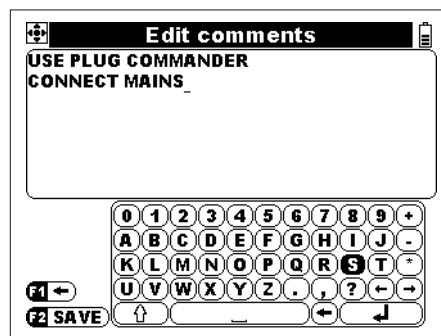 Edit comments
USE PLUG COMMANDER
CONNECT MAINS_
0 1 2 3 4 5 6 7 8 9 +
A B C D E F G H I J -
K L M N O P Q R S T *
F1 ← U V W X Y Z . , ? ← →
F2 SAVE ⇧ _ ← ↵